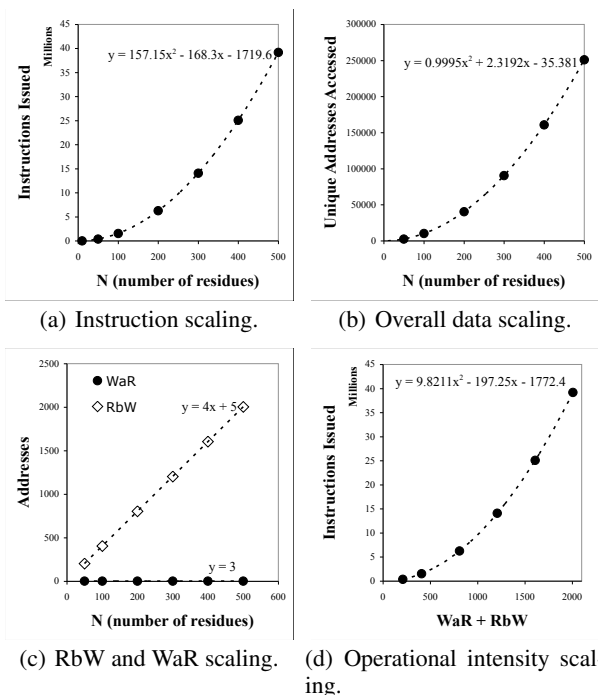 Instructions Issued
Millions
45
40
35
30
25
20
15
10
5
0
y = 157.15x² - 168.3x - 1719.6
0 100 200 300 400 500
N (number of residues)
(a) Instruction scaling.
Unique Addresses Accessed
300000
250000
200000
150000
100000
50000
0
y = 0.9995x² + 2.3192x - 35.381
0 100 200 300 400 500
N (number of residues)
(b) Overall data scaling.
Addresses
2500
2000
1500
1000
500
0
WaR
RbW
y = 4x + 5
y = 3
0 100 200 300 400 500 600
N (number of residues)
(c) RbW and WaR scaling.
Instructions Issued
Millions
45
40
35
30
25
20
15
10
5
0
y = 9.8211x² - 197.25x - 1772.4
0 500 1000 1500 2000
WaR + RbW
(d) Operational intensity scal-
ing.